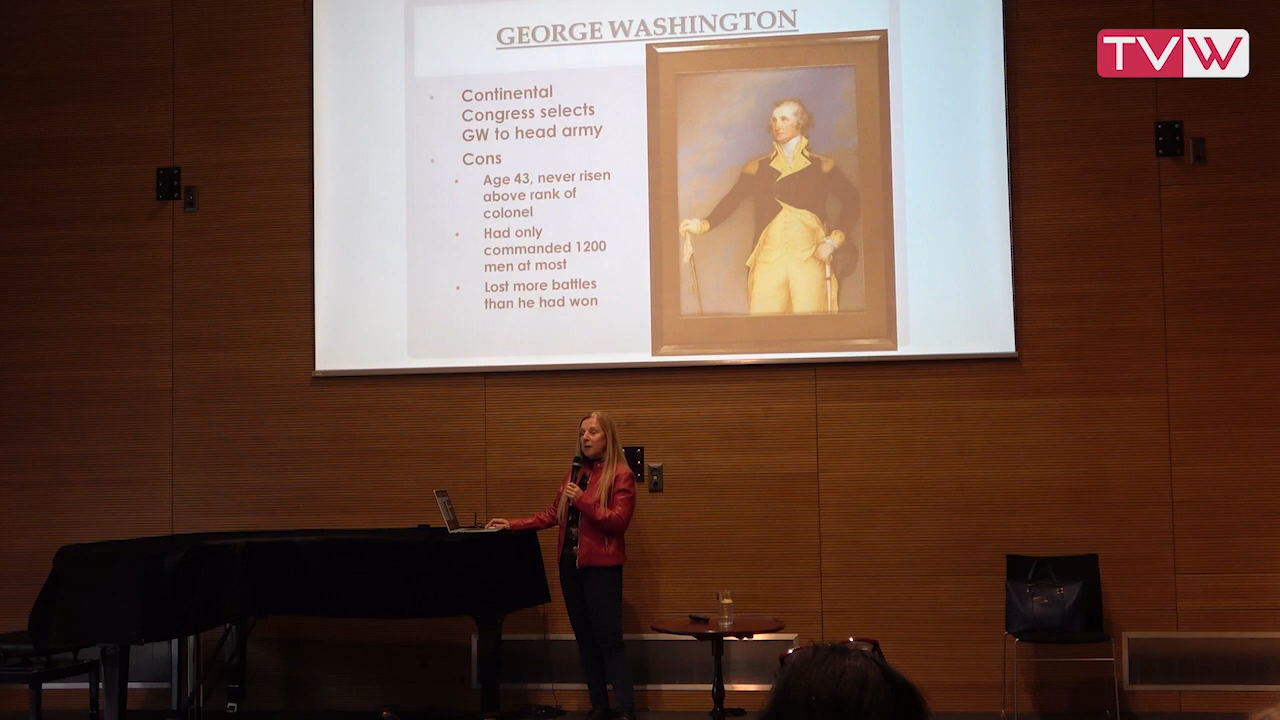 TVW
GEORGE WASHINGTON
Continental
Congress selects
GW to head army
Cons
Age 43, never risen
above rank of
colonel
Had only
commanded 1200
men at most
Lost more battles
than he had won